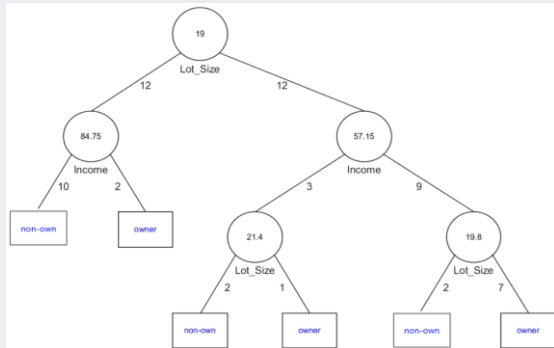 19
Lot_Size
12 12
84.75 57.15
Income Income
10 2 3 9
non-own owner
21.4 19.8
Lot_Size Lot_Size
2 1 2 7
non-own owner non-own owner